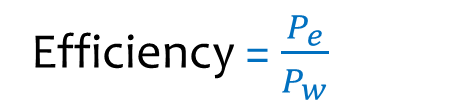 Efficiency = Pe / Pw